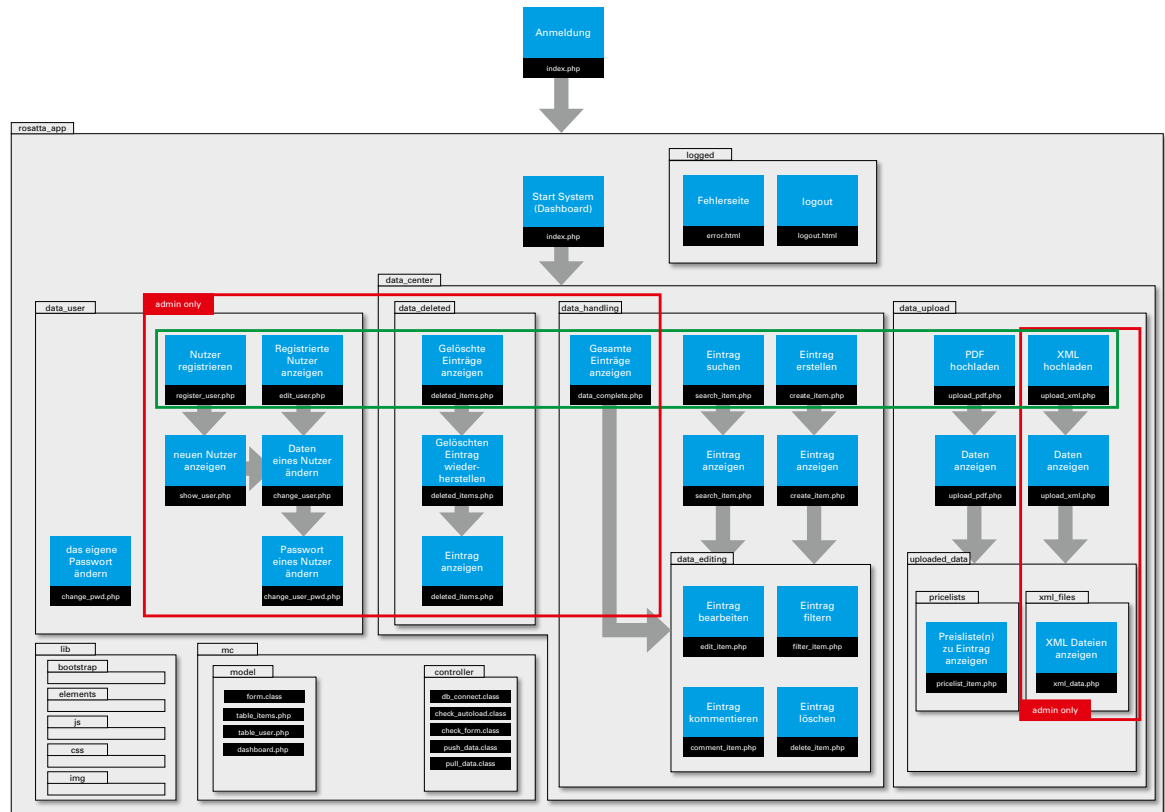 Anmeldung
index.php
rosatta_app
logged
Fehlerseite
error.html
logout
logout.html
Start System
(Dashboard)
index.php
data_center
data_user
admin only
data_deleted
data_handling
data_upload
Nutzer
registrieren
register_user.php
Registrierte
Nutzer
anzeigen
edit_user.php
Gelöschte
Einträge
anzeigen
deleted_items.php
Gesamte
Einträge
anzeigen
data_complete.php
Eintrag
suchen
search_item.php
Eintrag
erstellen
create_item.php
PDF
hochladen
upload_pdf.php
XML
hochladen
upload_xml.php
neuen Nutzer
anzeigen
show_user.php
Daten
eines Nutzer
ändern
change_user.php
Gelöschten
Eintrag
wieder-
herstellen
deleted_items.php
Eintrag
anzeigen
search_item.php
Eintrag
anzeigen
create_item.php
Daten
anzeigen
upload_pdf.php
Daten
anzeigen
upload_xml.php
das eigene
Passwort
ändern
change_pwd.php
Passwort
eines Nutzer
ändern
change_user_pwd.php
Eintrag
anzeigen
deleted_items.php
data_editing
Eintrag
bearbeiten
edit_item.php
Eintrag
filtern
filter_item.php
Eintrag
kommentieren
comment_item.php
Eintrag
löschen
delete_item.php
uploaded_data
pricelists
Preisliste(n)
zu Eintrag
anzeigen
pricelist_item.php
xml_files
XML Dateien
anzeigen
xml_data.php
admin only
lib
bootstrap
elements
js
css
img
mc
model
form.class
table_items.php
table_user.php
dashboard.php
controller
db_connect.class
check_autoload.class
check_form.class
push_data.class
pull_data.class